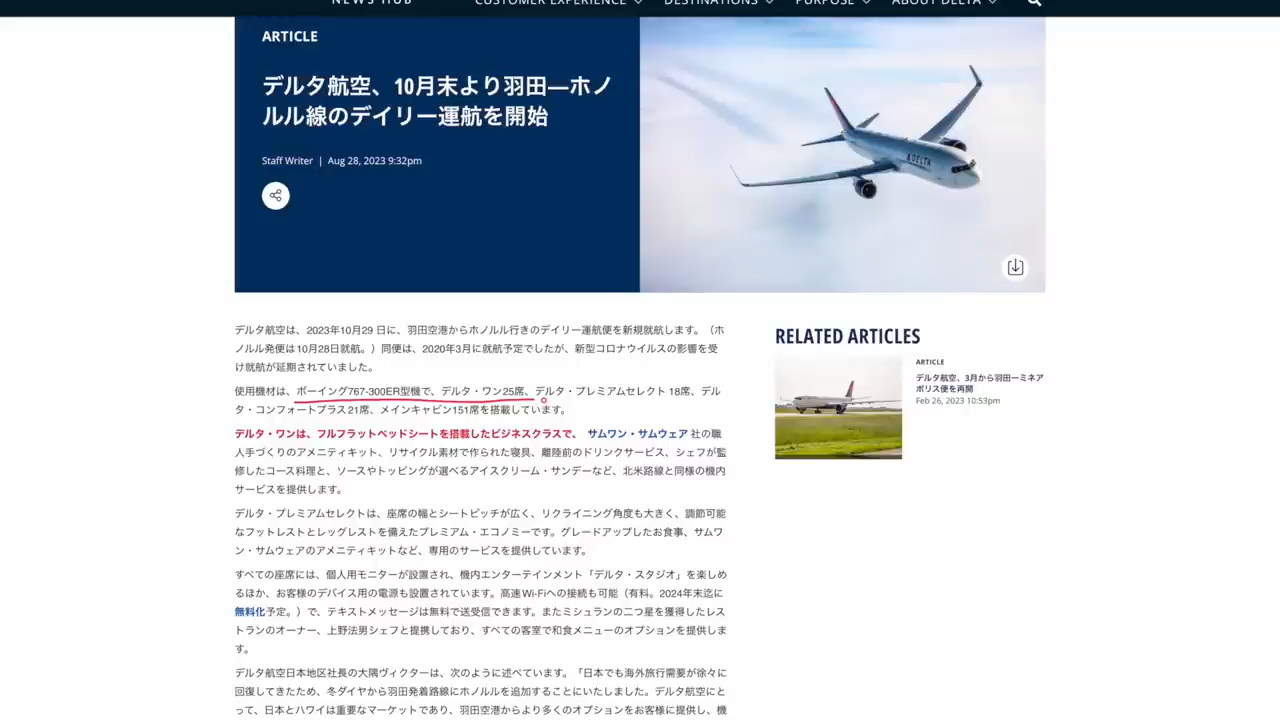 NEWS HUB
CUSTOMER EXPERIENCE
DESTINATIONS
PURPOSE
ABOUT DELTA
ARTICLE
デルタ航空、10月末より羽田―ホノ
ルル線のデイリー運航を開始
Staff Writer | Aug 28, 2023 9:32pm
DELTA
デルタ航空は、2023年10月29 日に、羽田空港からホノルル行きのデイリー運航便を新規就航します。（ホ
ノルル発便は10月28日就航。）同便は、2020年3月に就航予定でしたが、新型コロナウイルスの影響を受
け就航が延期されていました。
使用機材は、ボーイング767-300ER型機で、デルタ・ワン25席、デルタ・プレミアムセレクト 18席、デル
タ・コンフォートプラス 21席、メインキャビン151席を搭載しています。
デルタ・ワンは、フルフラットベッドシートを搭載したビジネスクラスで、 サムワン・サムウェア 社の職
人手づくりのアメニティキット、リサイクル素材で作られた寝具、離陸前のドリンクサービス、シェフが監
修したコース料理と、ソースやトッピングが選べるアイスクリーム・サンデーなど、北米路線と同様の機内
サービスを提供します。
デルタ・プレミアムセレクトは、座席の幅とシートピッチが広く、リクライニング角度も大きく、調節可能
なフットレストとレッグレストを備えたプレミアム・エコノミーです。グレードアップしたお食事、サムワ
ン・サムウェアのアメニティキットなど、専用のサービスを提供しています。
すべての座席には、個人用モニターが設置され、機内エンターテインメント「デルタ・スタジオ」を楽しめ
るほか、お客様のデバイス用の電源も設置されています。高速Wi-Fiへの接続も可能（有料。2024年末迄に
無料化予定。）で、テキストメッセージは無料で送受信できます。またミシュランの二つ星を獲得したレス
トランのオーナー、上野法男シェフと提携しており、すべての客室で和食メニューのオプションを提供しま
す。
デルタ航空日本地区社長の大隅ヴィクターは、次のように述べています。「日本でも海外旅行需要が徐々に
回復してきたため、冬ダイヤから羽田発着路線にホノルルを追加することにいたしました。デルタ航空にと
って、日本とハワイは重要なマーケットであり、羽田空港からより多くのオプションをお客様に提供し、機
RELATED ARTICLES
ARTICLE
デルタ航空、3月から羽田ーミネア
ポリス便を再開
Feb 26, 2023 10:53pm